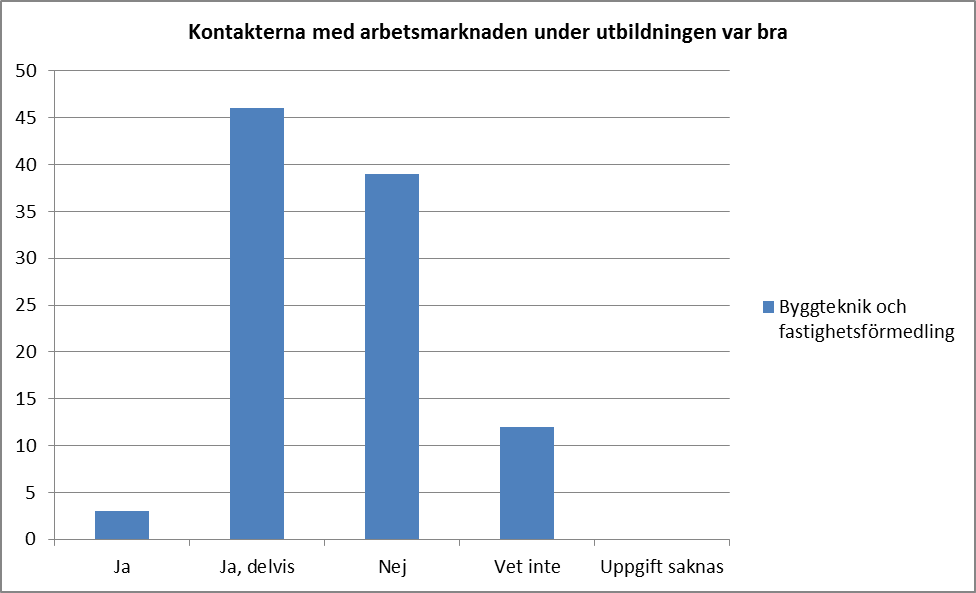 Kontakterna med arbetsmarknaden under utbildningen var bra
50
45
40
35
30
25
20
15
10
5
0
Ja
Ja, delvis
Nej
Vet inte
Uppgift saknas
Byggteknik och
fastighetsförmedling